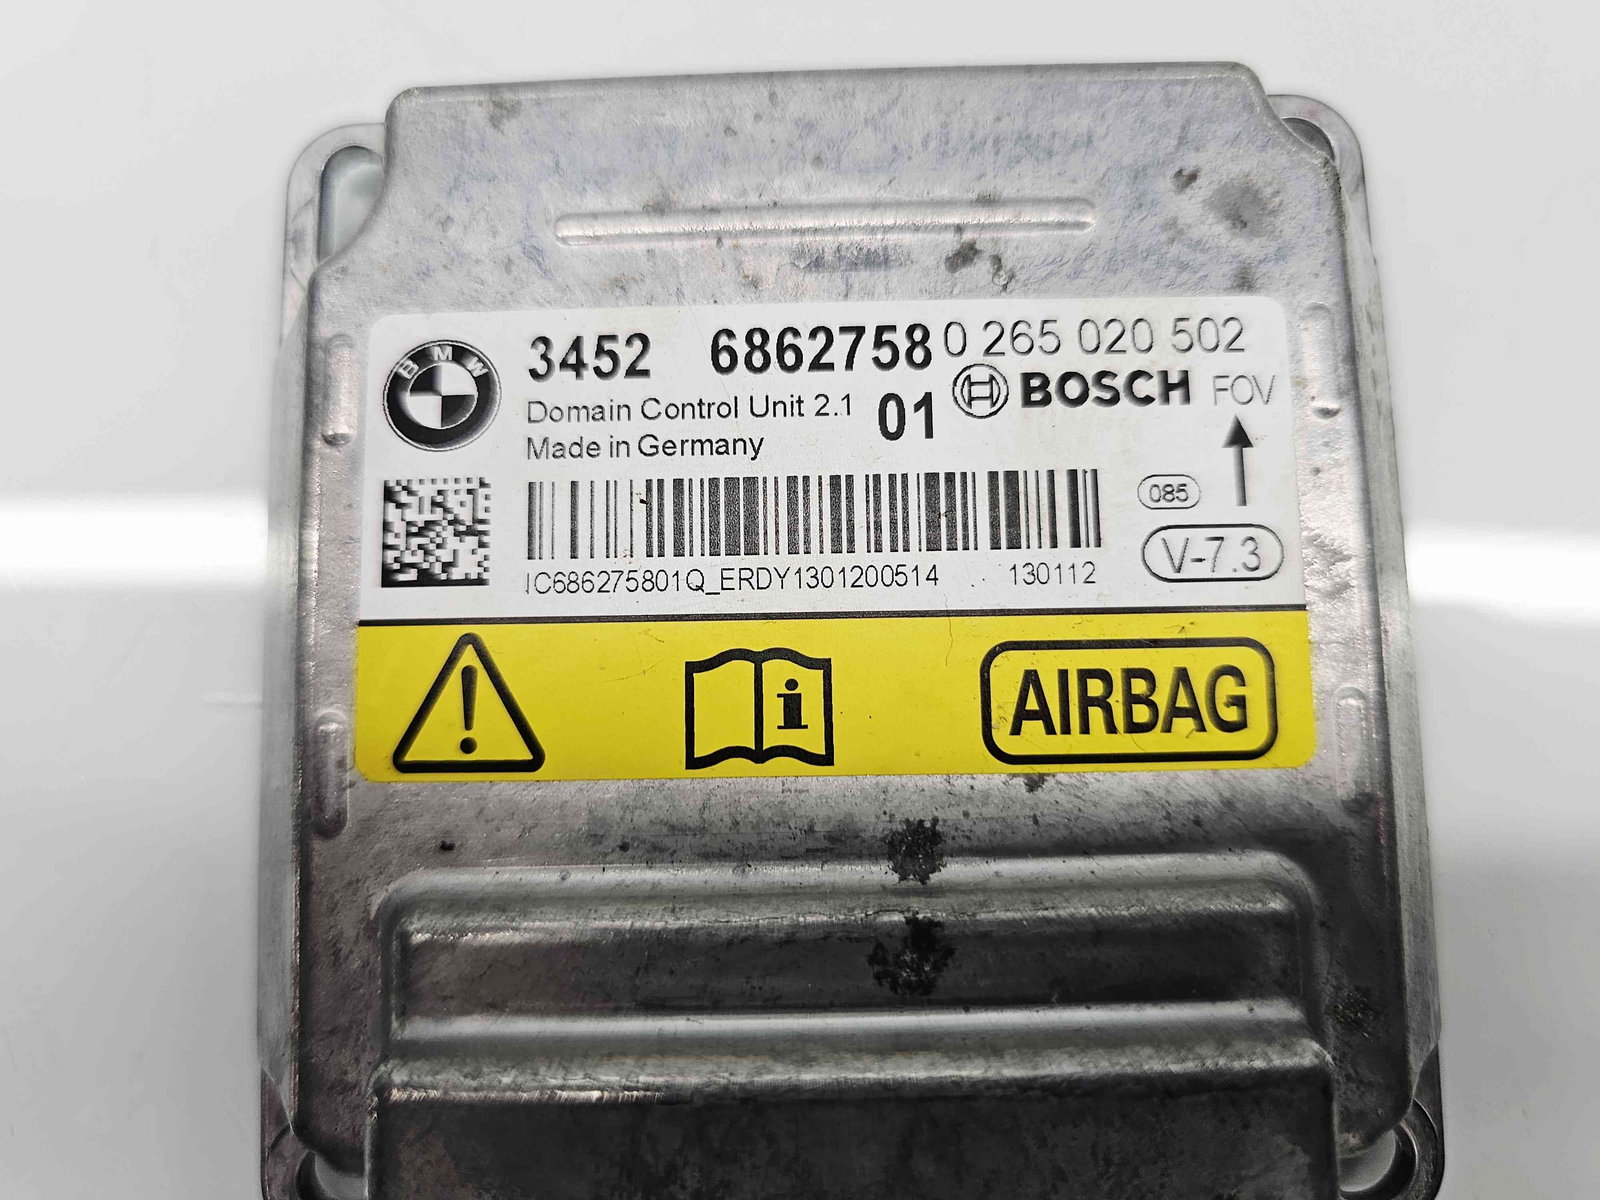 BMW
3452 6862758 0 265 020 502
Domain Control Unit 2.1 01 BOSCH FOV
Made in Germany
085
V-7.3
IC686275801Q_ERDY1301200514 130112
i
AIRBAG